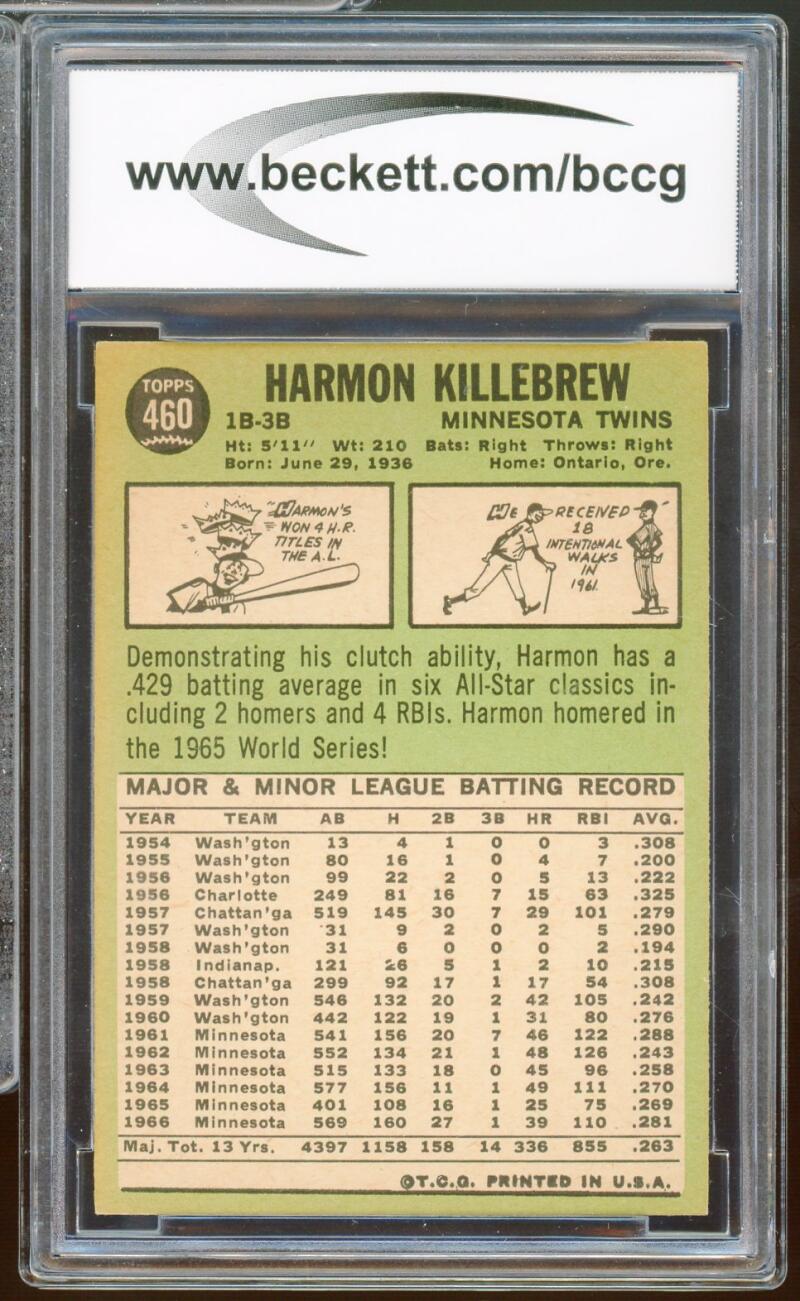 www.beckett.com/bccg
TOPPS
460
HARMON KILLEBREW
1B-3B MINNESOTA TWINS
Ht: 5'11" Wt: 210 Bats: Right Throws: Right
Born: June 29, 1936 Home: Ontario, Ore.
HARMON'S
WON 4 H.R.
TITLES IN
THE A.L.
HE RECEIVED
18
INTENTIONAL
WALKS
IN
1961.
Demonstrating his clutch ability, Harmon has a
.429 batting average in six All-Star classics in-
cluding 2 homers and 4 RBIs. Harmon homered in
the 1965 World Series!
MAJOR & MINOR LEAGUE BATTING RECORD
YEAR TEAM AB H 2B 3B HR RBI AVG.
1954 Wash'gton 13 4 1 0 0 3 .308
1955 Wash'gton 80 16 1 0 4 7 .200
1956 Wash'gton 99 22 2 0 5 13 .222
1956 Charlotte 249 81 16 7 15 63 .325
1957 Chattan'ga 519 145 30 7 29 101 .279
1957 Wash'gton 31 9 2 0 2 5 .290
1958 Wash'gton 31 6 0 0 0 2 .194
1958 Indianap. 121 26 5 1 2 10 .215
1958 Chattan'ga 299 92 17 1 17 54 .308
1959 Wash'gton 546 132 20 2 42 105 .242
1960 Wash'gton 442 122 19 1 31 80 .276
1961 Minnesota 541 156 20 7 46 122 .288
1962 Minnesota 552 134 21 1 48 126 .243
1963 Minnesota 515 133 18 0 45 96 .258
1964 Minnesota 577 156 11 1 49 111 .270
1965 Minnesota 401 108 16 1 25 75 .269
1966 Minnesota 569 160 27 1 39 110 .281
Maj. Tot. 13 Yrs. 4397 1158 158 14 336 855 .263
©T.C.G. PRINTED IN U.S.A.